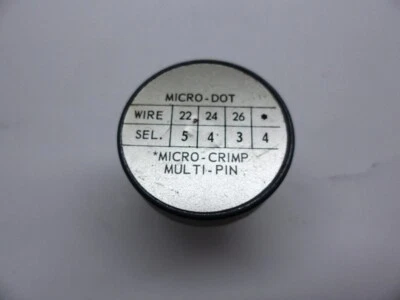 MICRO-DOT
WIRE 22 24 26 *
SEL. 5 4 3 4
*MICRO-CRIMP
MULTI-PIN